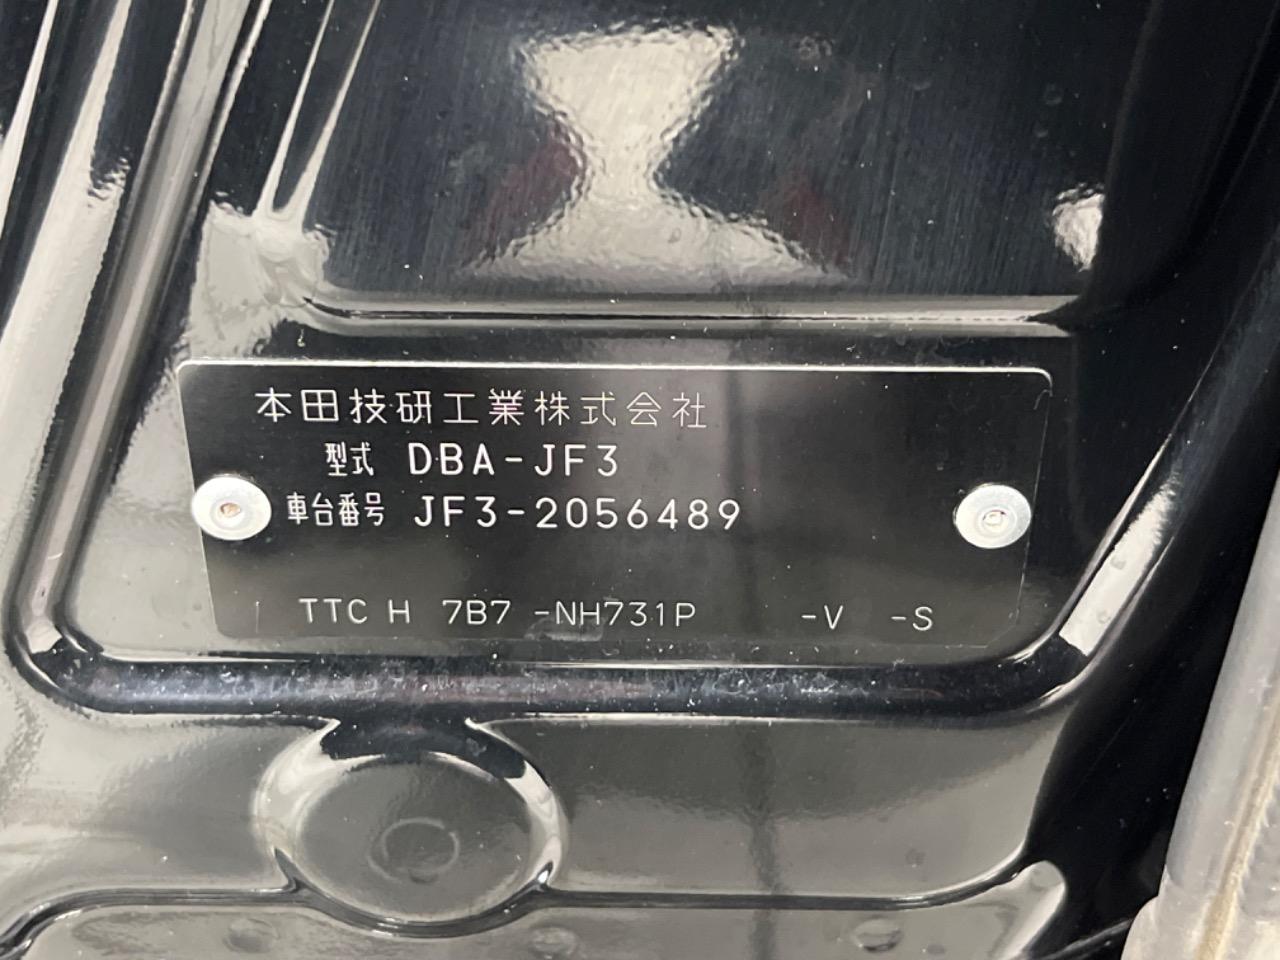 本田技研工業株式会社
型式 DBA-JF3
車台番号 JF3-2056489
TTC H 7B7 -NH731P -V -S